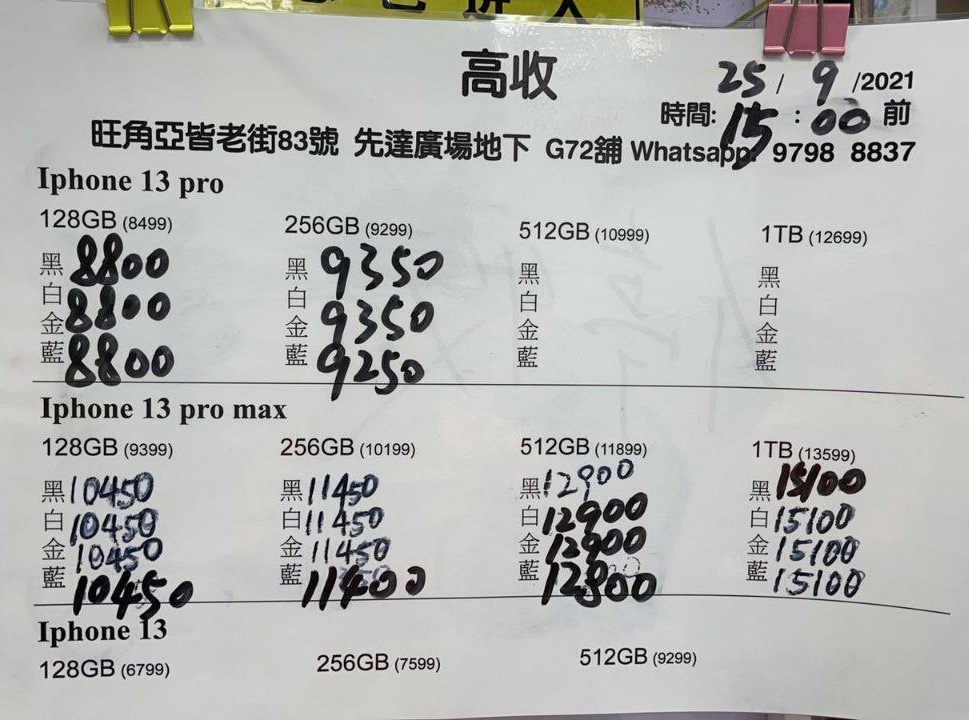 高收
25 / 9 /2021
時間: 15 : 00 前
旺角亞皆老街83號 先達廣場地下 G72舖 Whatsapp: 9798 8837
Iphone 13 pro
128GB (8499) 256GB (9299) 512GB (10999) 1TB (12699)
黑 8800 黑 9350 黑 黑
白 白 白 白
金 8800 金 9350 金 金
藍 8800 藍 9250 藍 藍
Iphone 13 pro max
128GB (9399) 256GB (10199) 512GB (11899) 1TB (13599)
黑 10450 黑 11450 黑 12900 黑 15100
白 10450 白 11450 白 12900 白 15100
金 10450 金 11450 金 12900 金 15100
藍 10450 藍 11400 藍 12800 藍 15100
Iphone 13
128GB (6799) 256GB (7599) 512GB (9299)